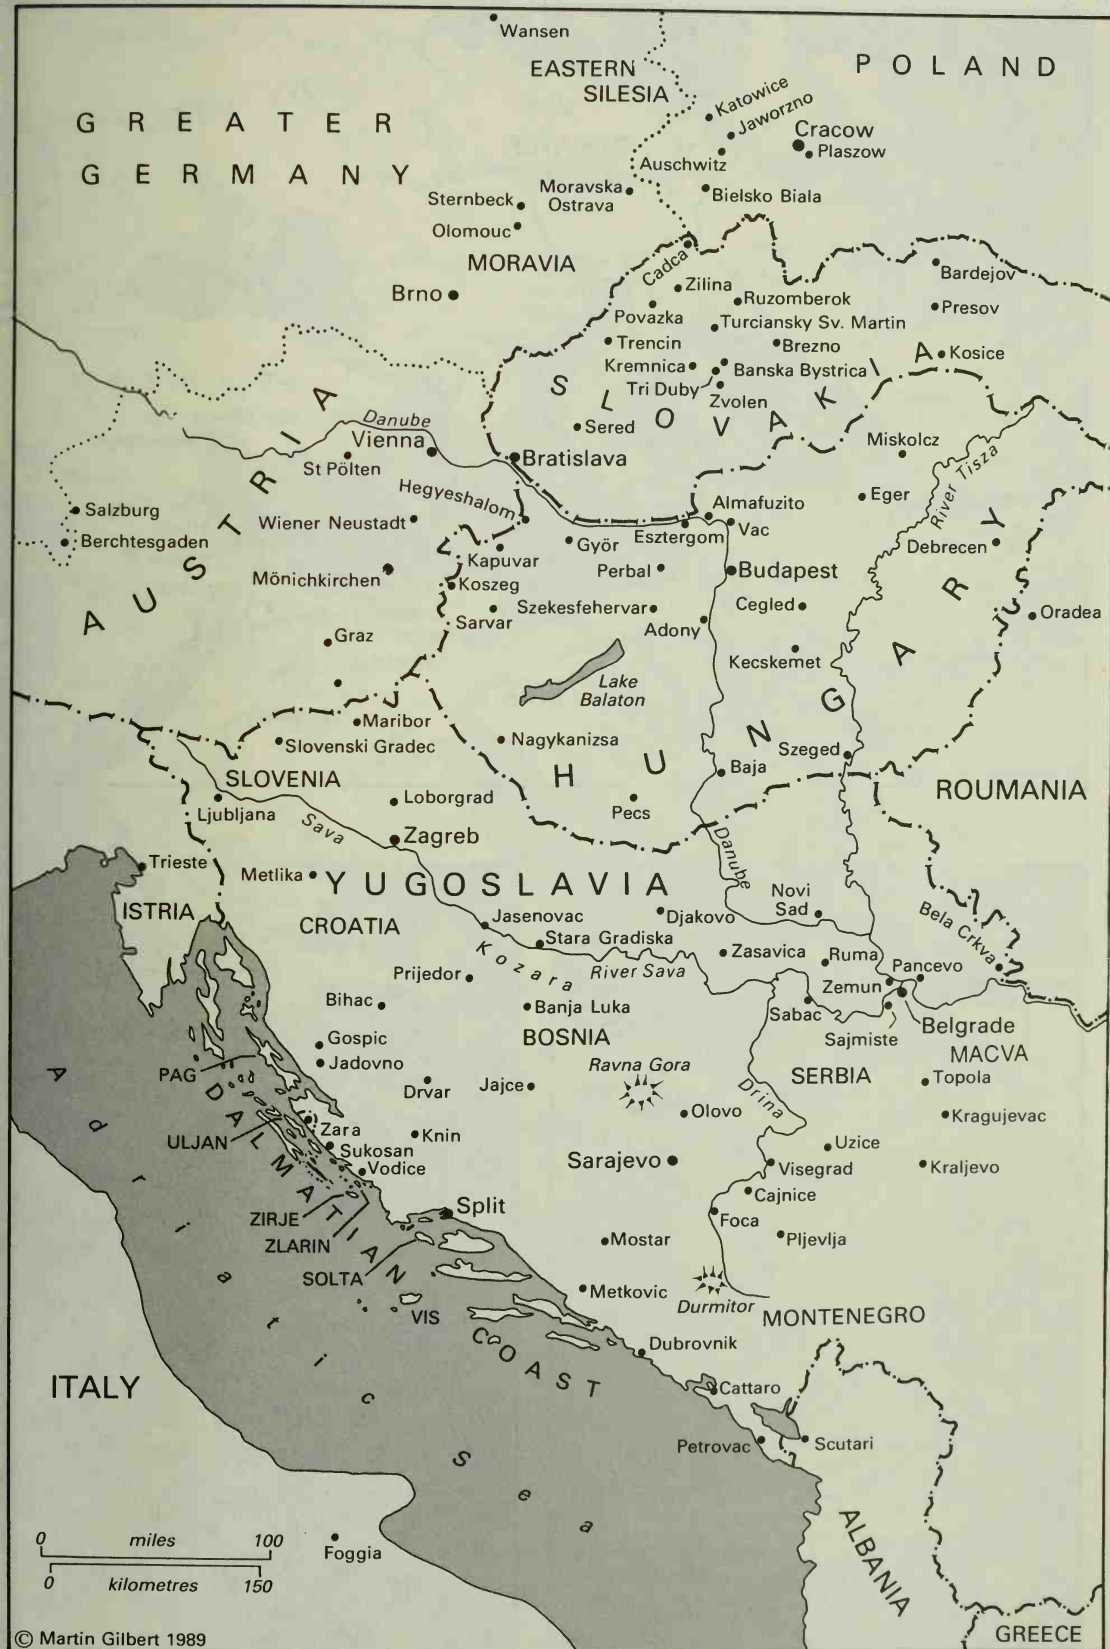 Wansen
EASTERN
SILESIA
POLAND
GREATER
GERMANY
Katowice
Jaworzno
Cracow
Plaszow
Auschwitz
Moravska
Ostrava
Bielsko Biala
Sternbeck
Olomouc
MORAVIA
Cadca
Brno
Zilina
Bardejov
Povazka
Ruzomberok
Presov
Turciansky Sv. Martin
Trencin
Brezno
Kosice
Kremnica
Banska Bystrica
Tri Duby
Zvolen
SLOVAKIA
Sered
AUSTRIA
Danube
Vienna
St Pölten
Bratislava
Miskolcz
River Tisza
Hegyeshalom
Almafuzito
Eger
Salzburg
Wiener Neustadt
Esztergom
Vac
Berchtesgaden
Györ
Debrecen
Kapuvar
Mönichkirchen
Koszeg
Perbal
Budapest
Sarvar
Szekesfehervar
Cegled
Oradea
Adony
Graz
Kecskemet
Lake
Balaton
HUNGARY
Maribor
Slovenski Gradec
Nagykanizsa
Szeged
Baja
SLOVENIA
ROUMANIA
Ljubljana
Loborgrad
Pecs
Sava
Zagreb
Danube
Trieste
Metlika
YUGOSLAVIA
Novi
Sad
ISTRIA
CROATIA
Jasenovac
Djakovo
Bela Crkva
Stara Gradiska
Kozara
River Sava
Zasavica
Ruma
Pancevo
Prijedor
Zemun
Bihac
Banja Luka
Sabac
Sajmiste
Belgrade
BOSNIA
MACVA
Gospic
Jadovno
Ravna Gora
SERBIA
Topola
PAG
Drvar
Jajce
Drina
Olovo
Kragujevac
ULJAN
Zara
Knin
Sukosan
Uzice
Vodice
Sarajevo
Visegrad
Kraljevo
Cajnice
ZIRJE
ZLARIN
Split
Foca
SOLTA
Mostar
Pljevlja
DALMATIAN
COAST
Metkovic
Durmitor
VIS
MONTENEGRO
Dubrovnik
Adriatic Sea
ITALY
Cattaro
Petrovac
Scutari
ALBANIA
0 miles 100
0 kilometres 150
Foggia
GREECE
© Martin Gilbert 1989